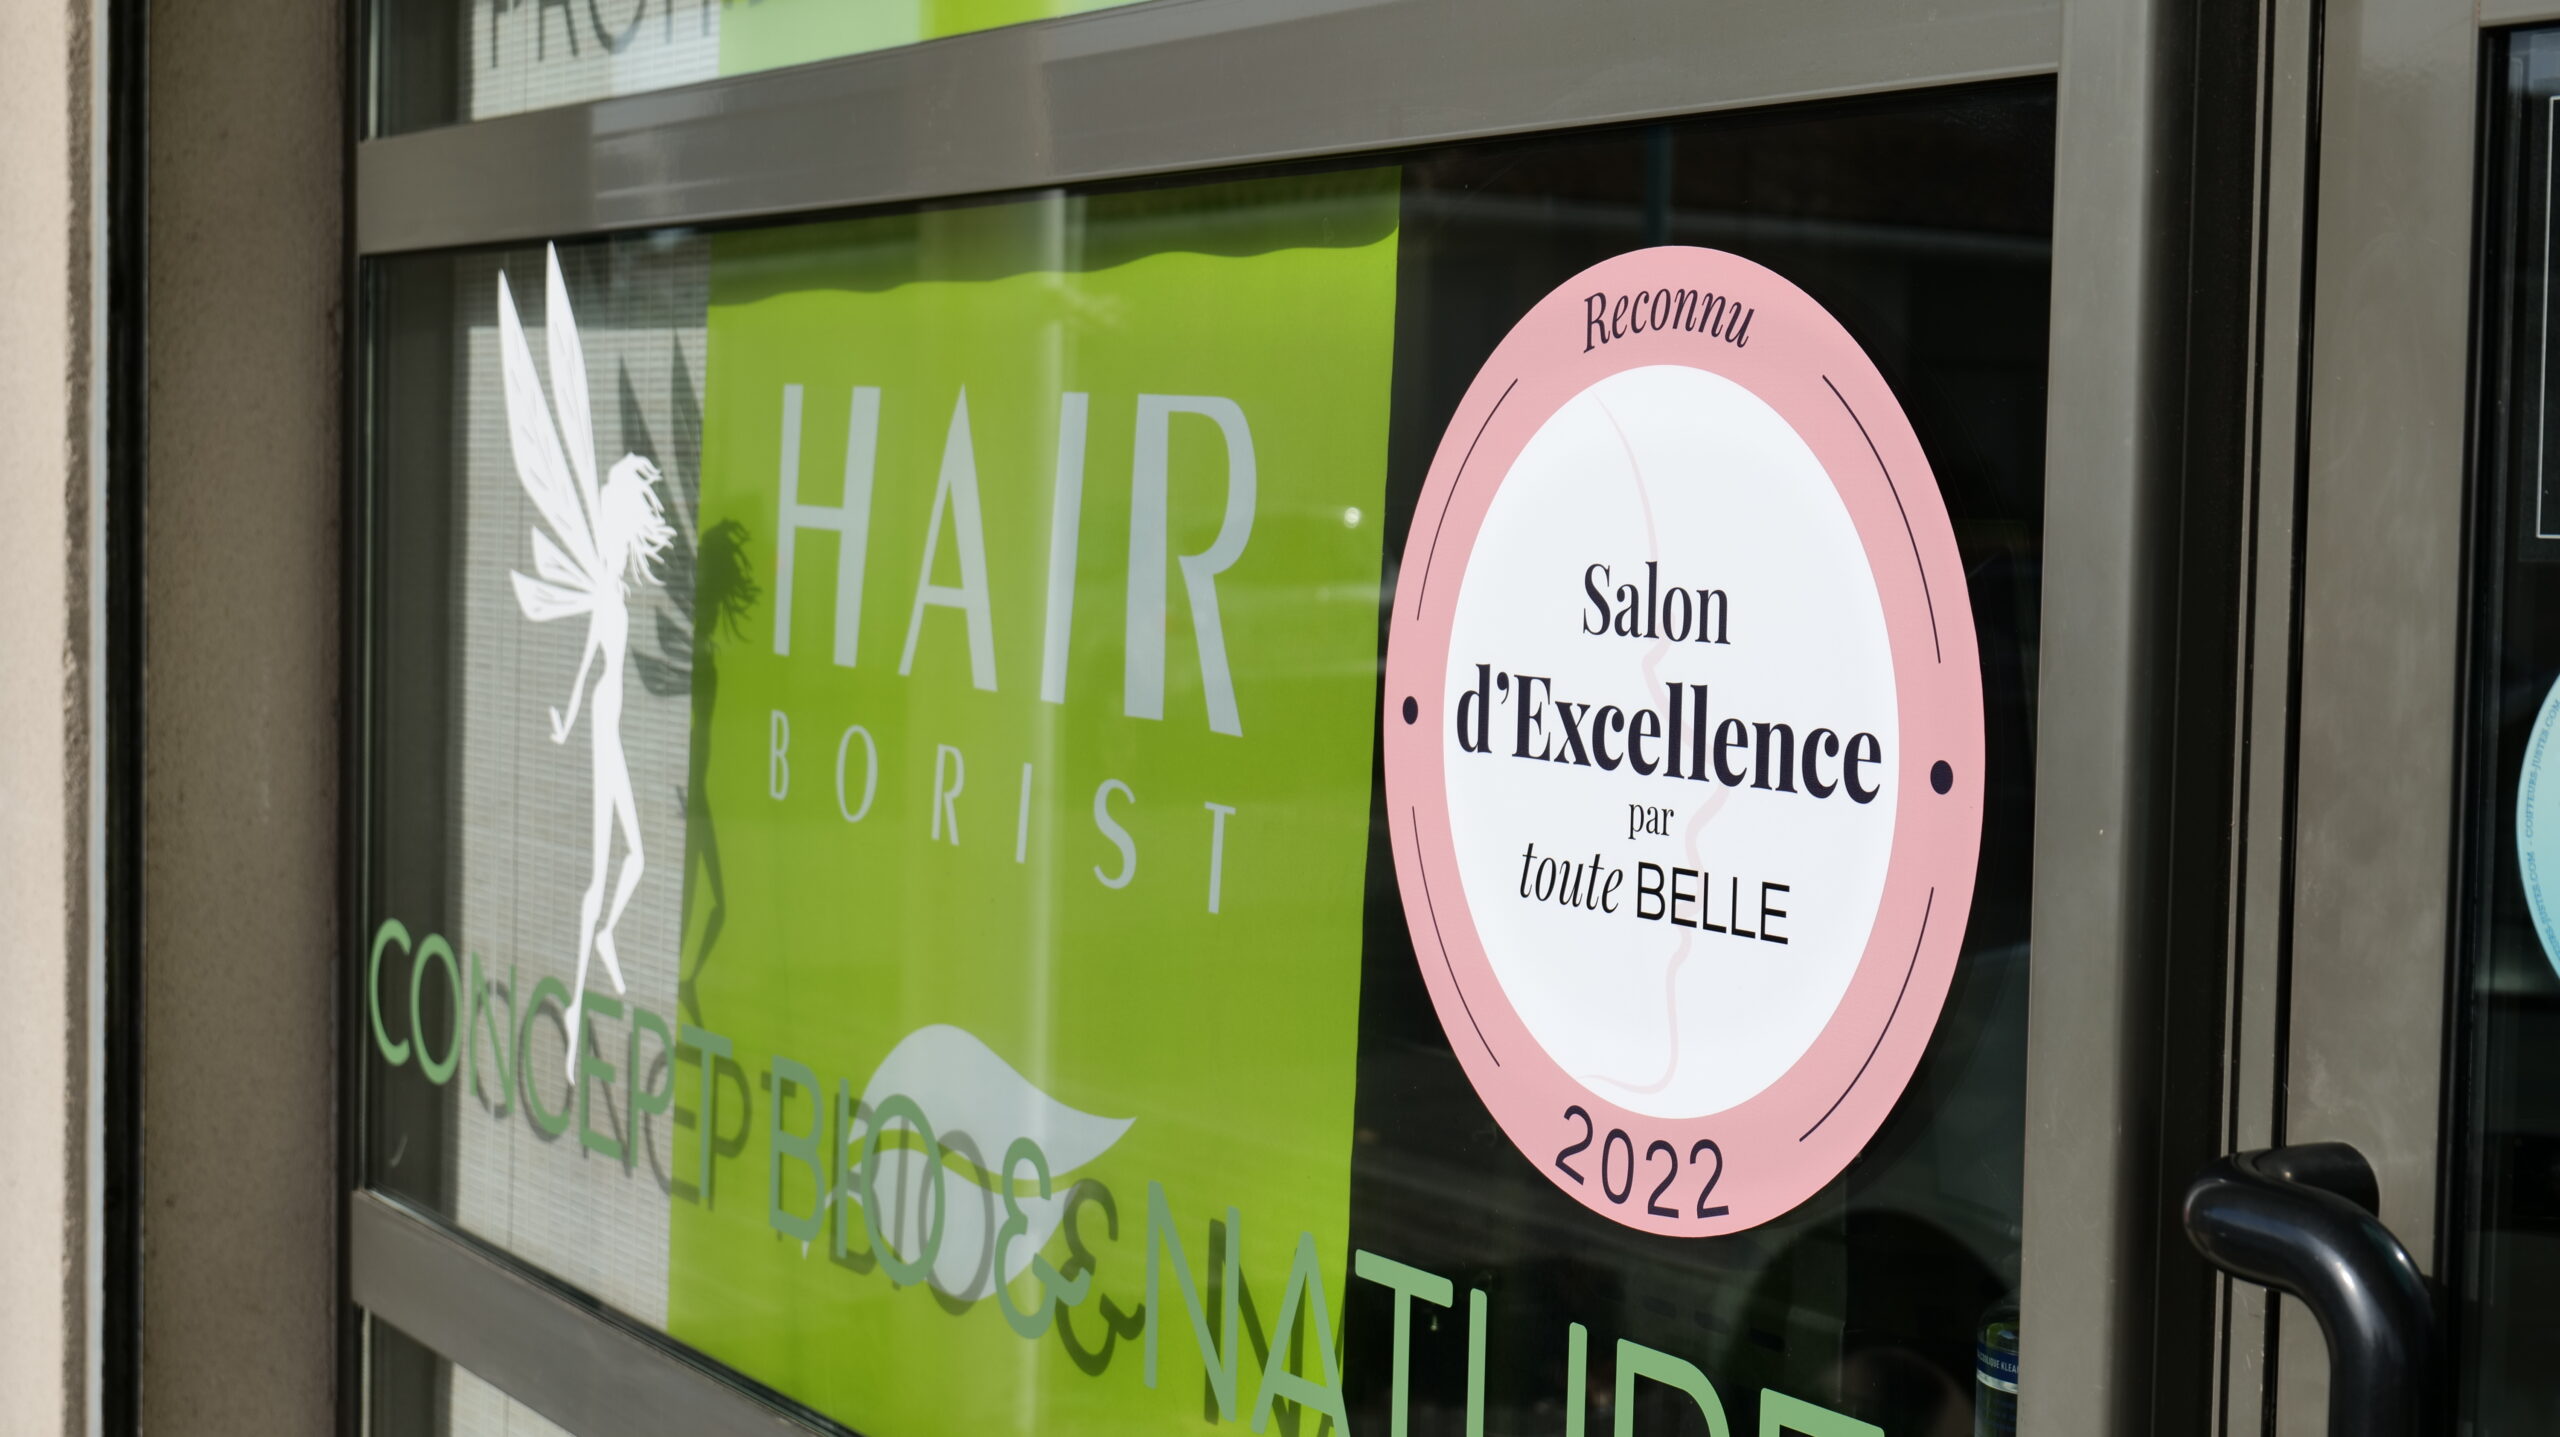 HAIR
BORIST
CONCEPT BIO & NATURE
Reconnu
Salon
d'Excellence
par
toute BELLE
2022